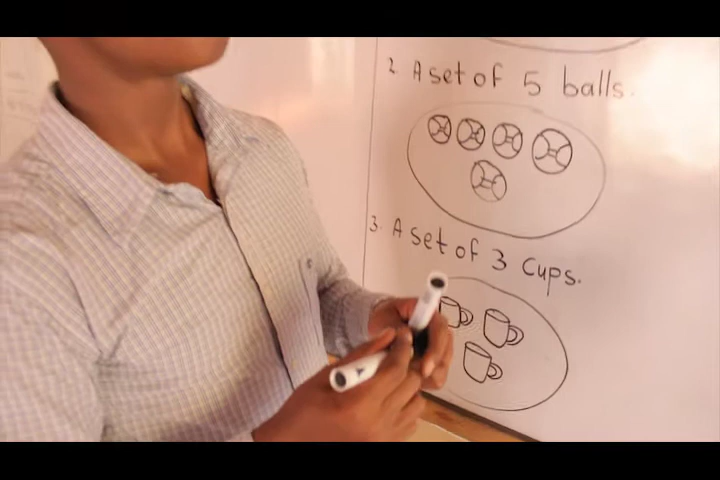 2. A set of 5 balls.
3. A set of 3 cups.